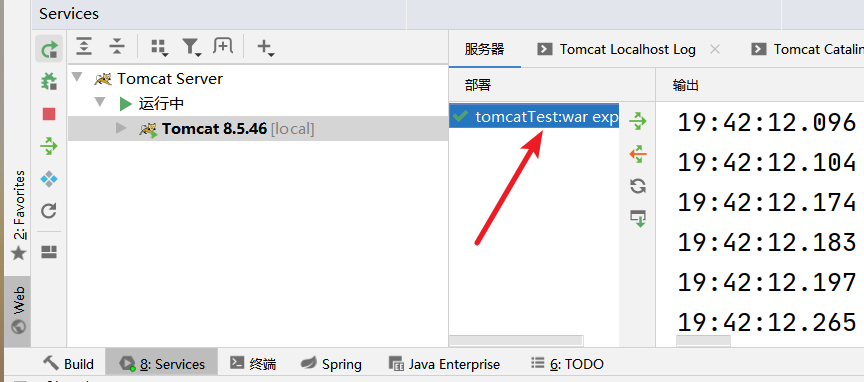 Services
服务器
Tomcat Localhost Log
Tomcat Catalin
Tomcat Server
部署
输出
运行中
Tomcat 8.5.46 [local]
tomcatTest:war exp
19:42:12.096
19:42:12.104
19:42:12.174
19:42:12.183
19:42:12.197
19:42:12.265
2: Favorites
Web
Build
8: Services
终端
Spring
Java Enterprise
6: TODO